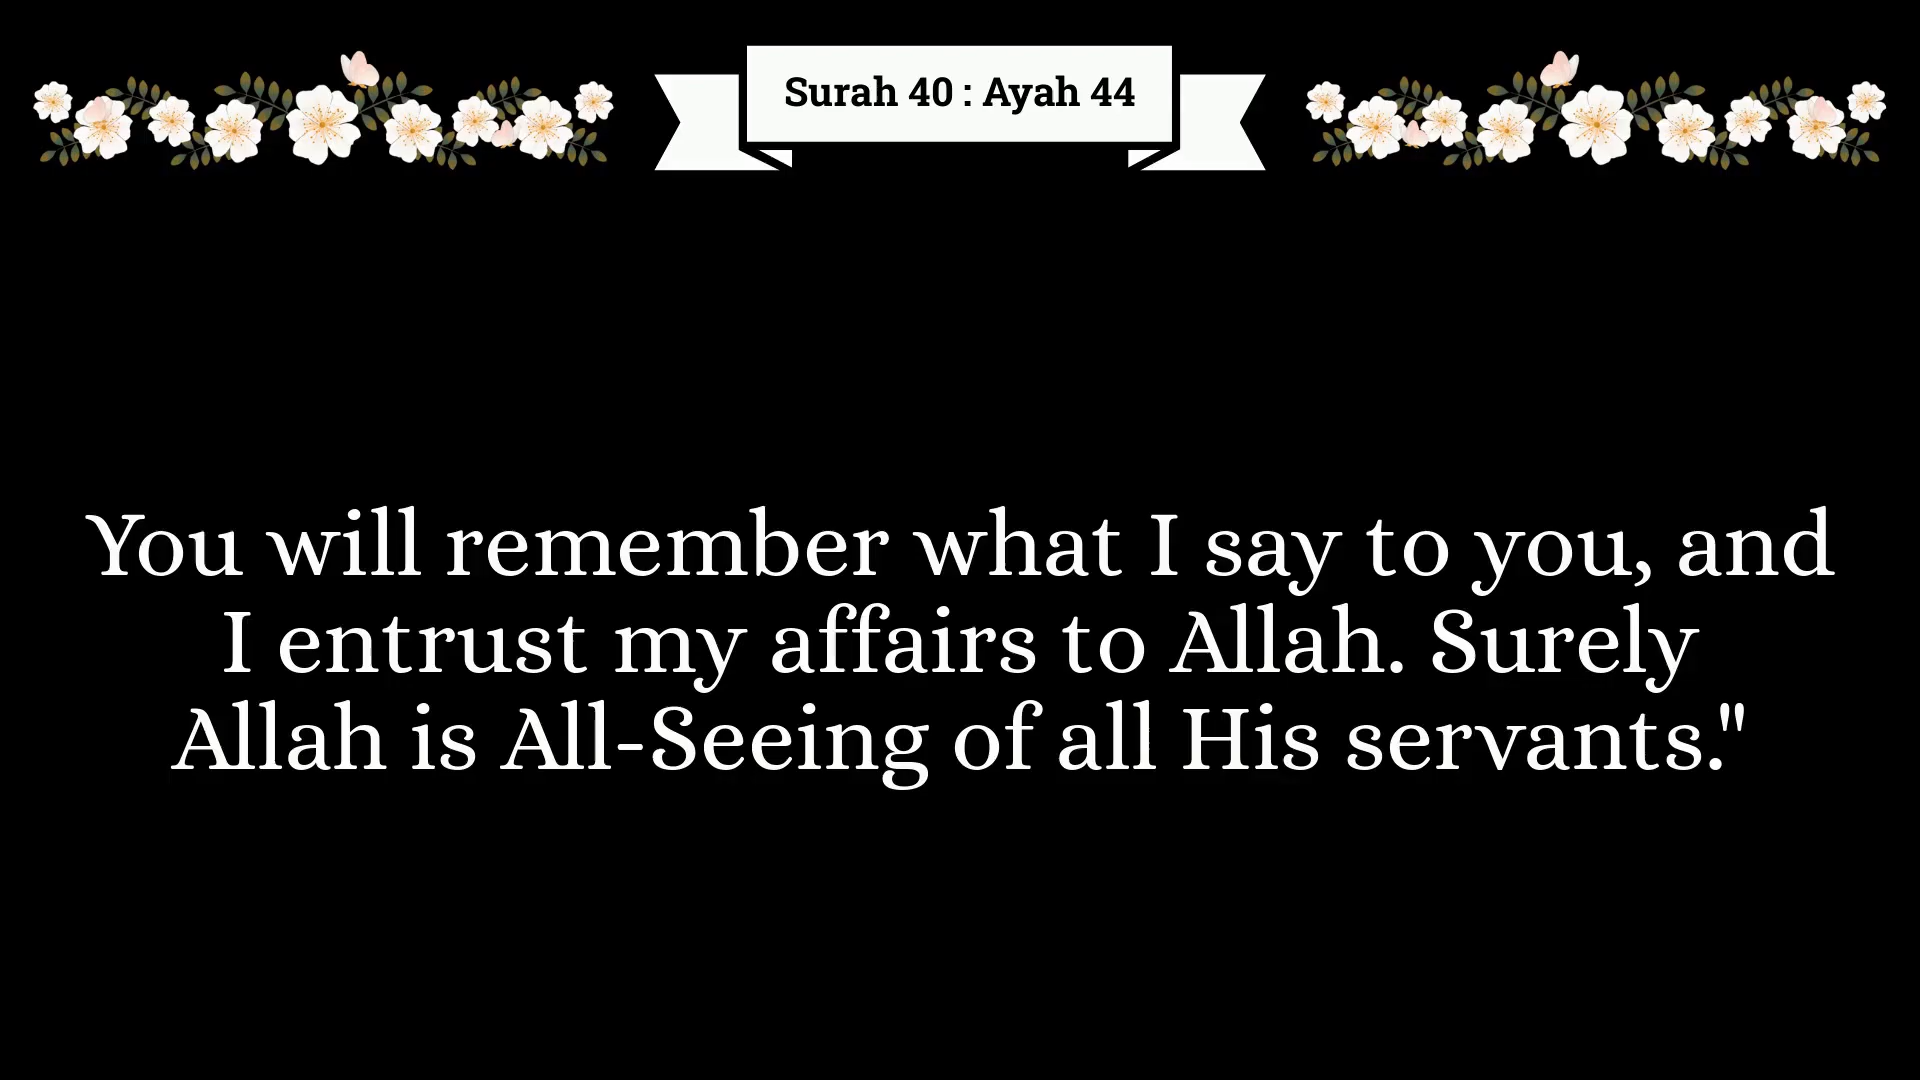 Surah 40 : Ayah 44
You will remember what I say to you, and
I entrust my affairs to Allah. Surely
Allah is All-Seeing of all His servants."